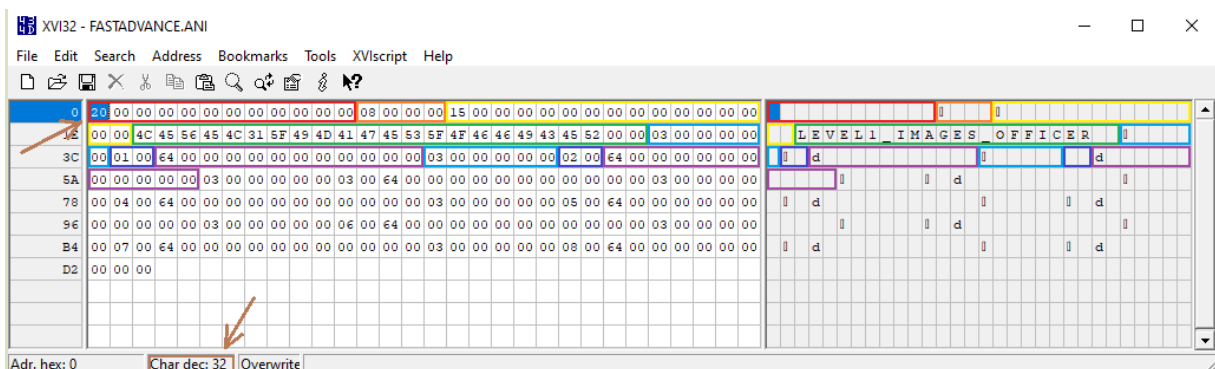 XVI32 - FASTADVANCE.ANI
File Edit Search Address Bookmarks Tools XVIscript Help
0 20 00 00 00 00 00 00 00 00 00 00 00 08 00 00 00 15 00 00 00 00 00 00 00 00 00 00 00 00 00
1E 00 00 4C 45 56 45 4C 31 5F 49 4D 41 47 45 53 5F 4F 46 46 49 43 45 52 00 00 03 00 00 00 00 LEVEL1_IMAGES_OFFICER
3C 00 01 00 64 00 00 00 00 00 00 00 00 00 00 00 03 00 00 00 00 00 02 00 64 00 00 00 00 00 00 d d
5A 00 00 00 00 00 03 00 00 00 00 00 03 00 64 00 00 00 00 00 00 00 00 00 00 00 03 00 00 00 00 d
78 00 04 00 64 00 00 00 00 00 00 00 00 00 00 00 03 00 00 00 00 00 05 00 64 00 00 00 00 00 00 d d
96 00 00 00 00 00 03 00 00 00 00 00 06 00 64 00 00 00 00 00 00 00 00 00 00 00 03 00 00 00 00 d
B4 00 07 00 64 00 00 00 00 00 00 00 00 00 00 00 03 00 00 00 00 00 08 00 64 00 00 00 00 00 00 d d
D2 00 00 00
Adr. hex: 0 Char dec: 32 Overwrite